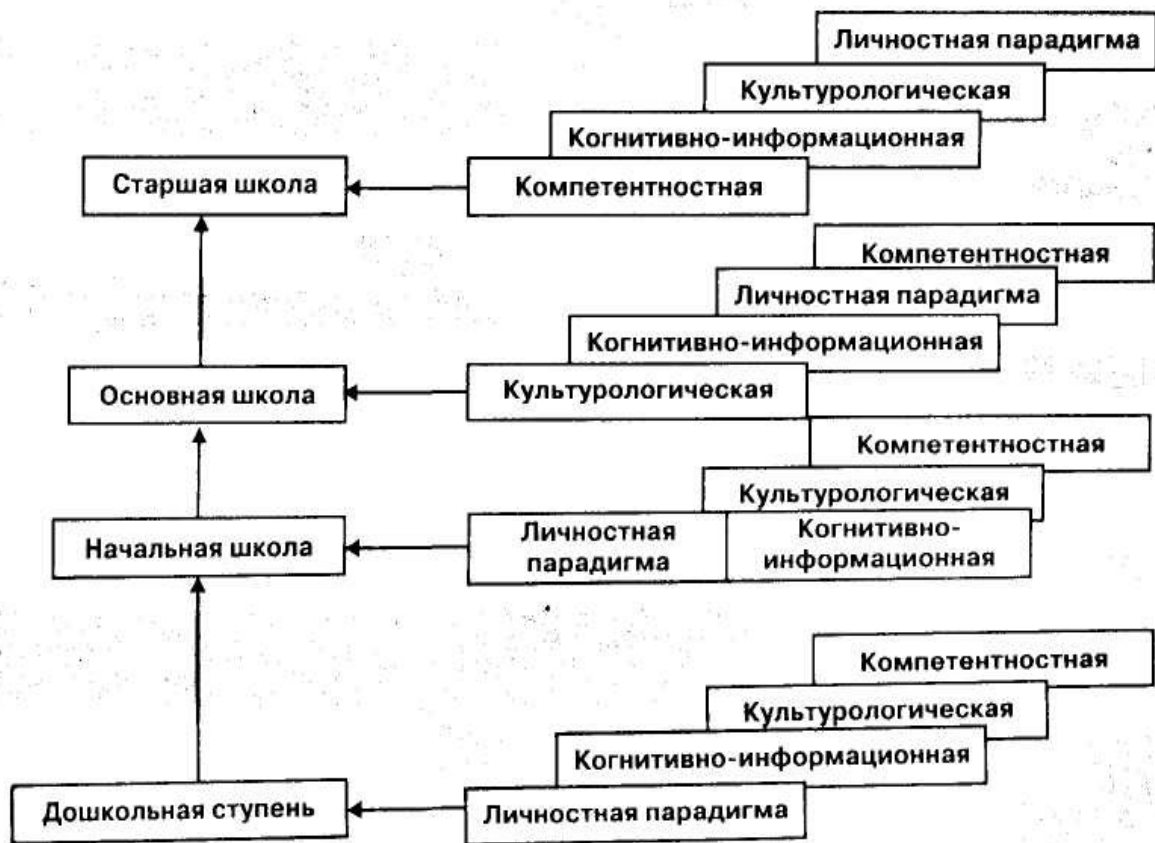 Личностная парадигма
Культурологическая
Когнитивно-информационная
Старшая школа
Компетентностная
Компетентностная
Личностная парадигма
Когнитивно-информационная
Основная школа
Культурологическая
Компетентностная
Культурологическая
Начальная школа
Личностная
парадигма
Когнитивно-
информационная
Компетентностная
Культурологическая
Когнитивно-информационная
Дошкольная ступень
Личностная парадигма